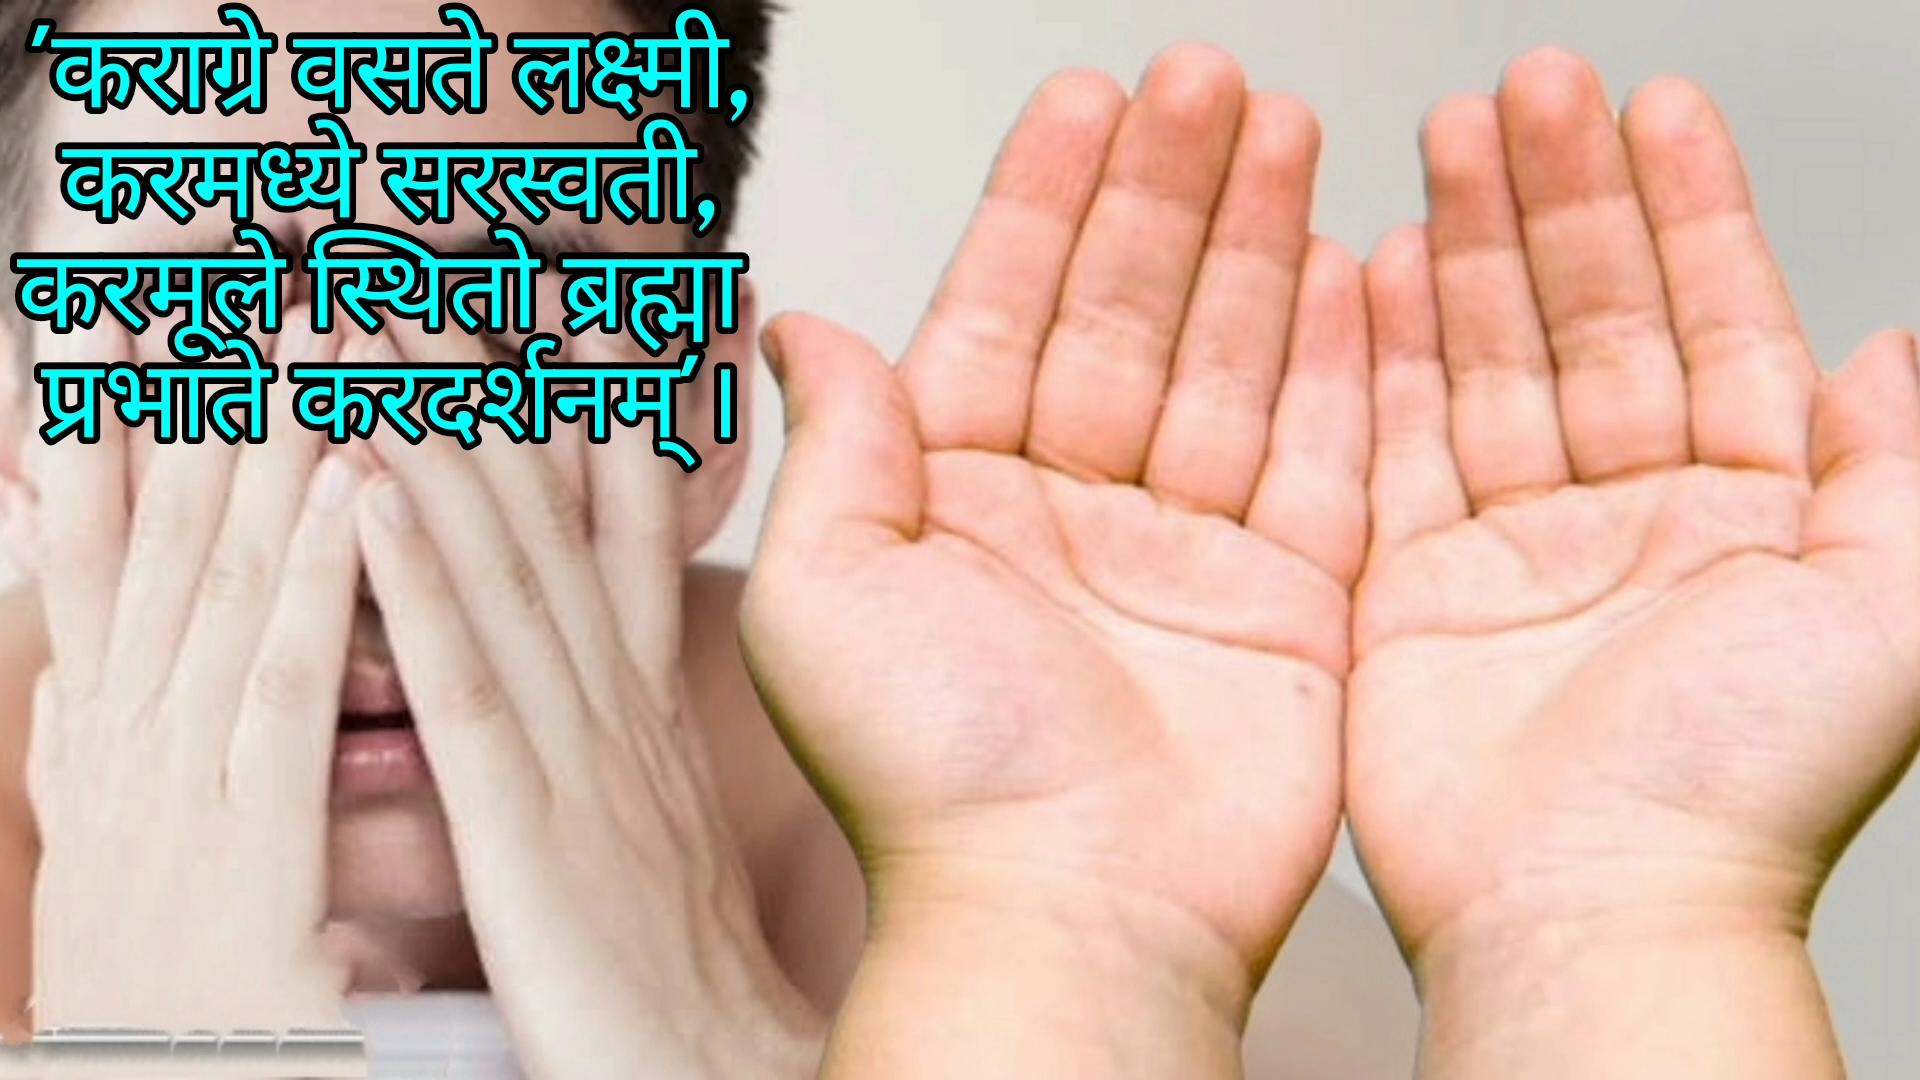 'कराग्रे वसते लक्ष्मी,
करमध्ये सरस्वती,
करमूले स्थितो ब्रह्मा
प्रभाते करदर्शनम्'।